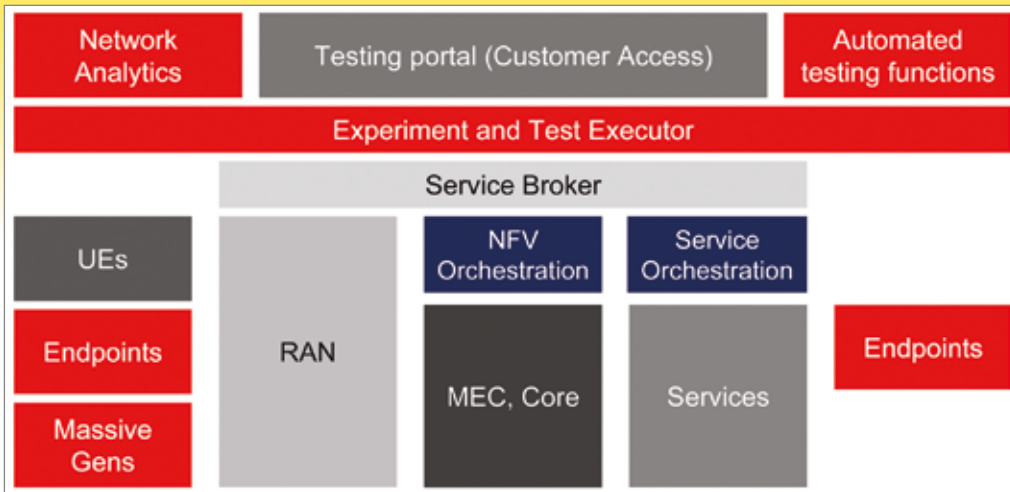 Network
Analytics
Testing portal (Customer Access)
Automated
testing functions
Experiment and Test Executor
Service Broker
UEs
RAN
NFV
Orchestration
Service
Orchestration
Endpoints
MEC, Core
Services
Endpoints
Massive
Gens